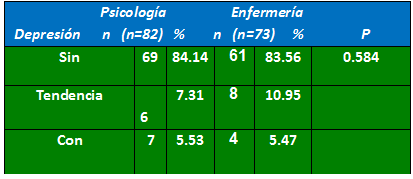 Psicología Enfermería
Depresión n (n=82) % n (n=73) % P
Sin 69 84.14 61 83.56 0.584
Tendencia 6 7.31 8 10.95
Con 7 5.53 4 5.47